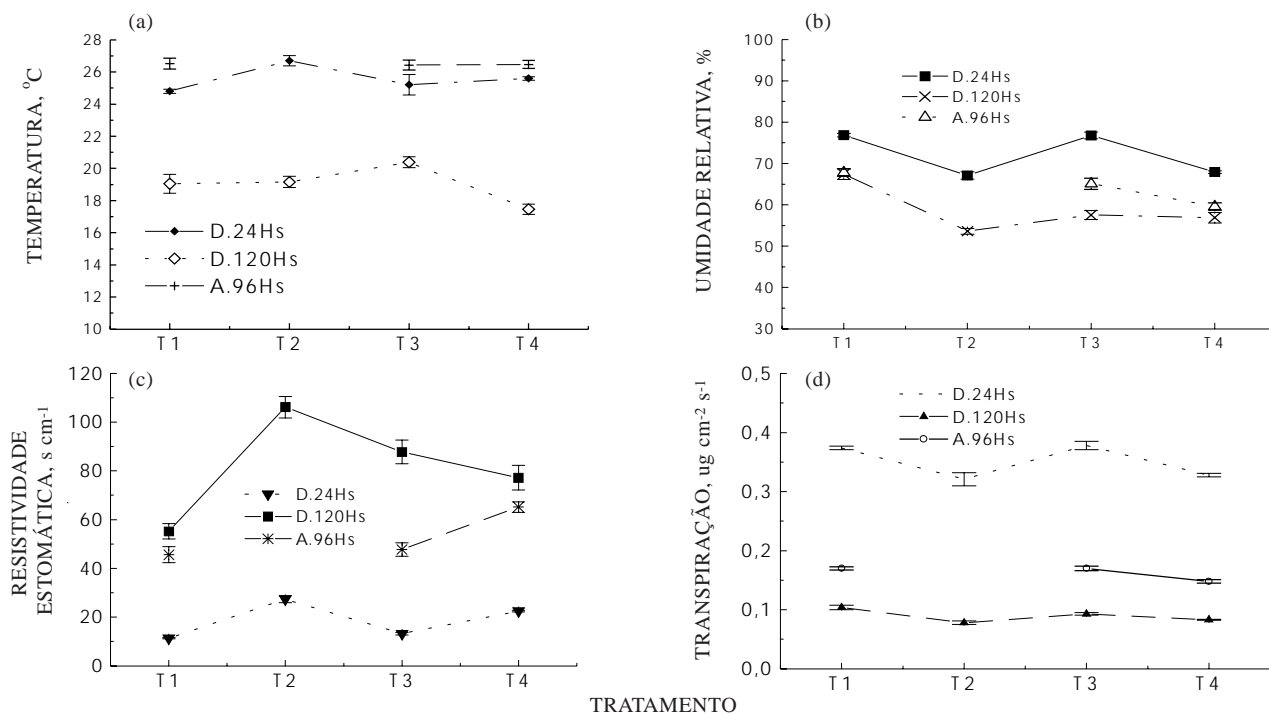 (a)
TEMPERATURA, °C
28
26
24
22
20
18
16
14
12
10
D.24Hs
D.120Hs
A.96Hs
T1 T2 T3 T4
(b)
UMIDADE RELATIVA, %
100
90
80
70
60
50
40
30
D.24Hs
D.120Hs
A.96Hs
T1 T2 T3 T4
(c)
RESISTIVIDADE
ESTOMÁTICA, s cm-1
120
100
80
60
40
20
0
D.24Hs
D.120Hs
A.96Hs
T1 T2 T3 T4
(d)
TRANSPIRAÇÃO, ug cm-2 s-1
0,5
0,4
0,3
0,2
0,1
0,0
D.24Hs
D.120Hs
A.96Hs
T1 T2 T3 T4
TRATAMENTO